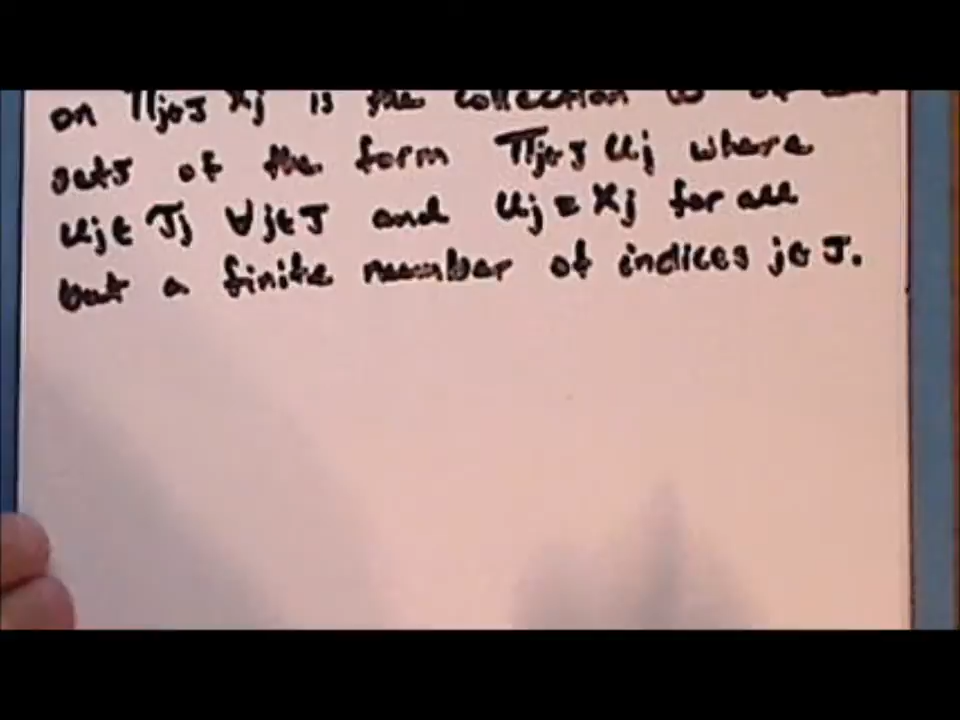 on Πj∈J Xj is the collection B of all
sets of the form Πj∈J Uj where
Uj ∈ Tj ∀j∈J and Uj = Xj for all
but a finite number of indices j∈J.